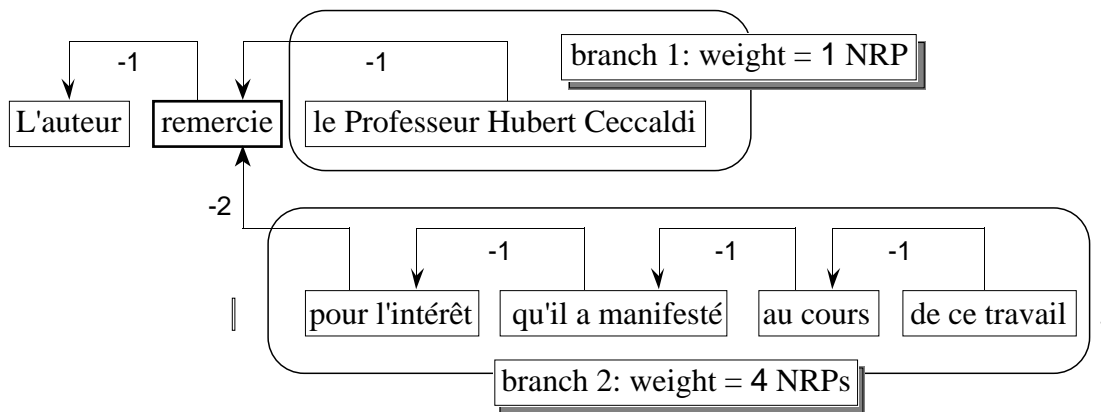 branch 1: weight = 1 NRP
-1 -1
L'auteur remercie le Professeur Hubert Ceccaldi
-2
-1 -1 -1
pour l'intérêt qu'il a manifesté au cours de ce travail .
branch 2: weight = 4 NRPs